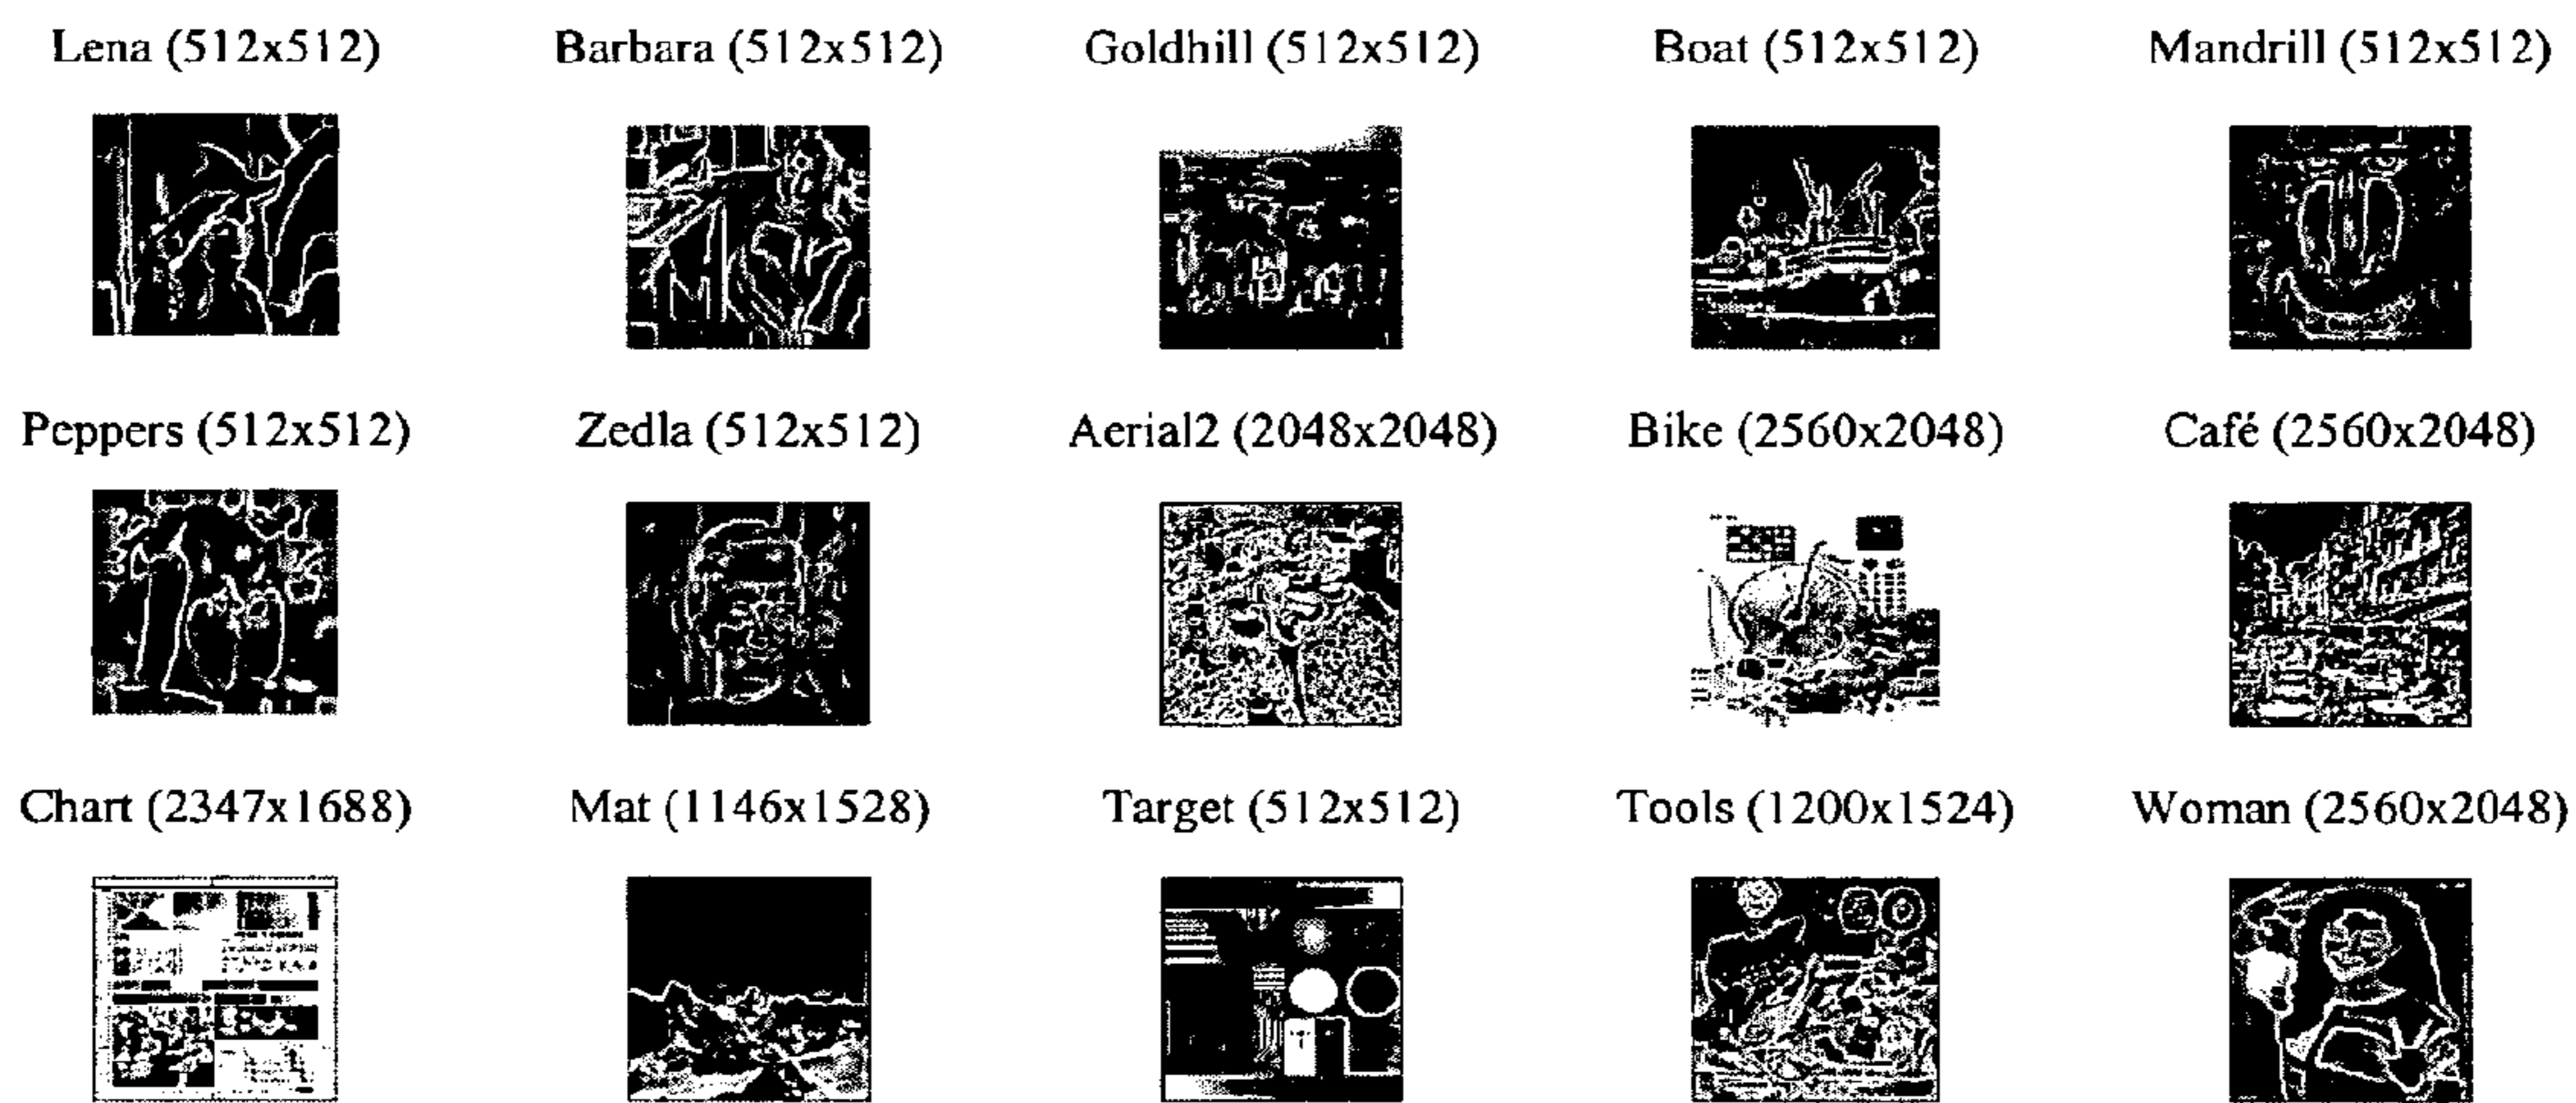 Lena (512x512) Barbara (512x512) Goldhill (512x512) Boat (512x512) Mandrill (512x512)
Peppers (512x512) Zedla (512x512) Aerial2 (2048x2048) Bike (2560x2048) Café (2560x2048)
Chart (2347x1688) Mat (1146x1528) Target (512x512) Tools (1200x1524) Woman (2560x2048)